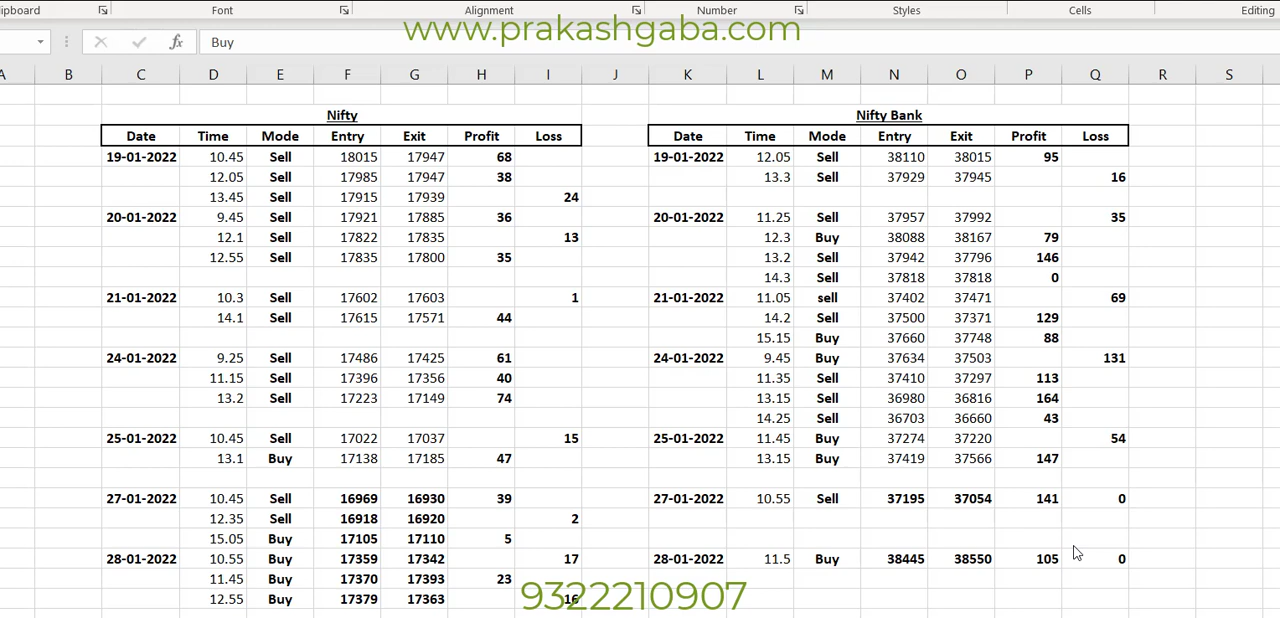 lipboard Font Alignment Number Styles Cells Editing
www.prakashgaba.com
fx Buy
A B C D E F G H I J K L M N O P Q R S
Nifty Nifty Bank
Date Time Mode Entry Exit Profit Loss Date Time Mode Entry Exit Profit Loss
19-01-2022 10.45 Sell 18015 17947 68 19-01-2022 12.05 Sell 38110 38015 95
12.05 Sell 17985 17947 38 13.3 Sell 37929 37945 16
13.45 Sell 17915 17939 24
20-01-2022 9.45 Sell 17921 17885 36 20-01-2022 11.25 Sell 37957 37992 35
12.1 Sell 17822 17835 13 12.3 Buy 38088 38167 79
12.55 Sell 17835 17800 35 13.2 Sell 37942 37796 146
14.3 Sell 37818 37818 0
21-01-2022 10.3 Sell 17602 17603 1 21-01-2022 11.05 sell 37402 37471 69
14.1 Sell 17615 17571 44 14.2 Sell 37500 37371 129
15.15 Buy 37660 37748 88
24-01-2022 9.25 Sell 17486 17425 61 24-01-2022 9.45 Buy 37634 37503 131
11.15 Sell 17396 17356 40 11.35 Sell 37410 37297 113
13.2 Sell 17223 17149 74 13.15 Sell 36980 36816 164
14.25 Sell 36703 36660 43
25-01-2022 10.45 Sell 17022 17037 15 25-01-2022 11.45 Buy 37274 37220 54
13.1 Buy 17138 17185 47 13.15 Buy 37419 37566 147
27-01-2022 10.45 Sell 16969 16930 39 27-01-2022 10.55 Sell 37195 37054 141 0
12.35 Sell 16918 16920 2
15.05 Buy 17105 17110 5
28-01-2022 10.55 Buy 17359 17342 17 28-01-2022 11.5 Buy 38445 38550 105 0
11.45 Buy 17370 17393 23
12.55 Buy 17379 17363 16
9322210907